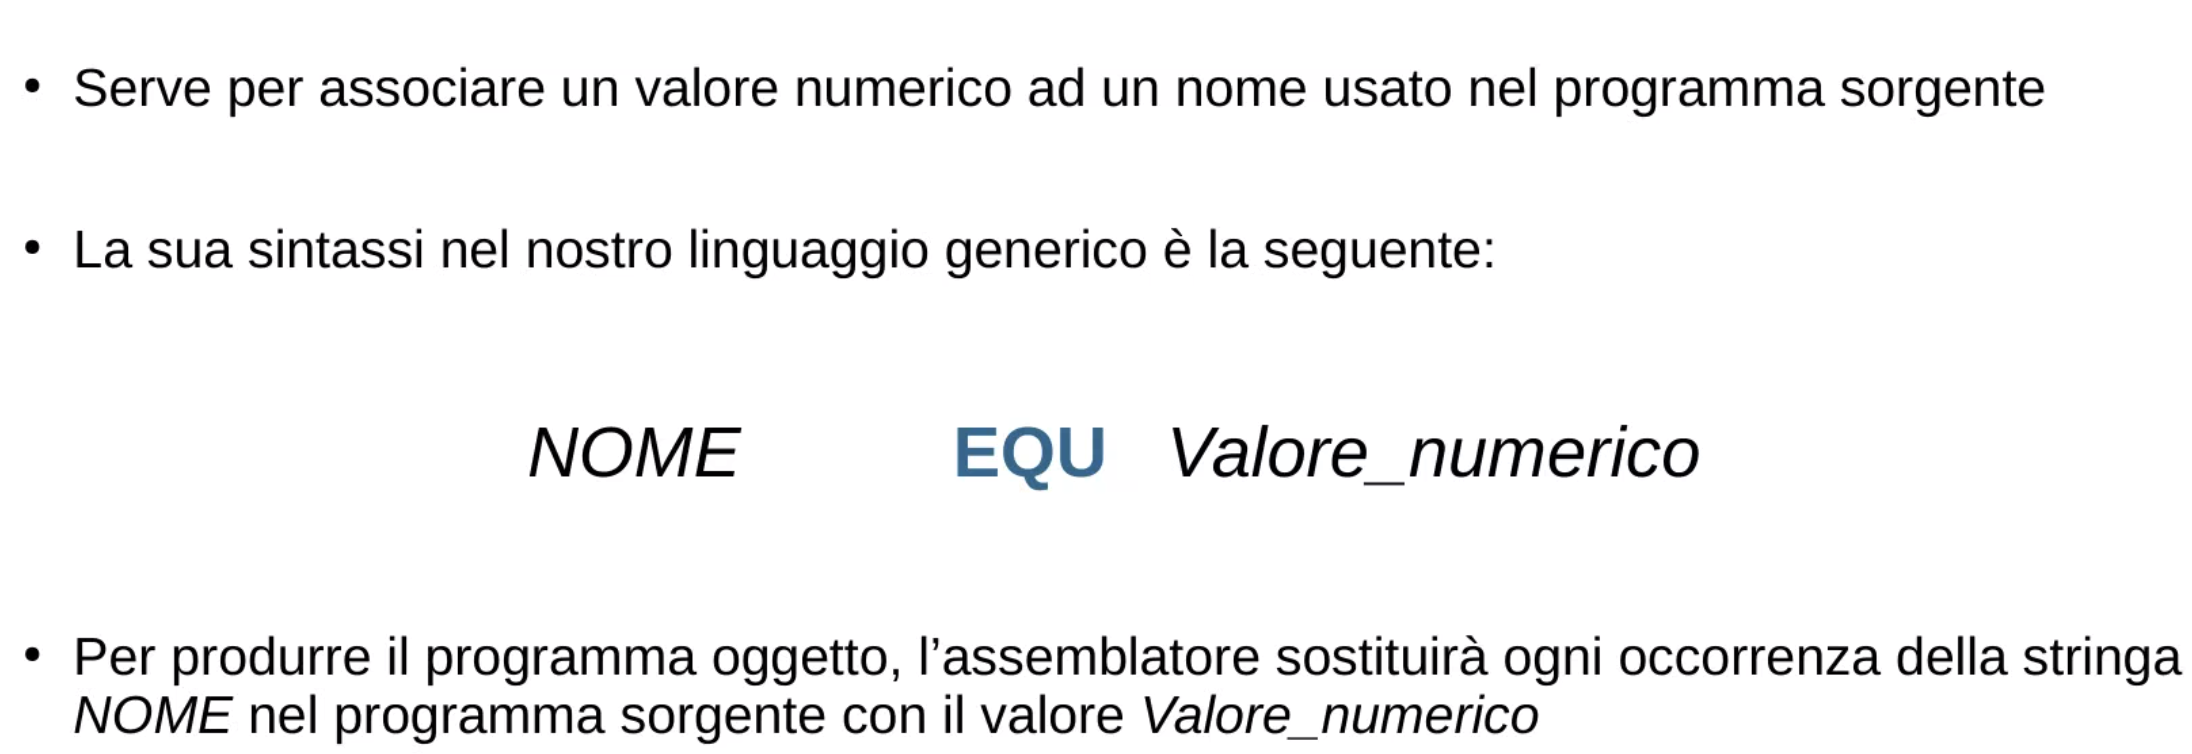 • Serve per associare un valore numerico ad un nome usato nel programma sorgente
• La sua sintassi nel nostro linguaggio generico è la seguente:
NOME EQU Valore_numerico
• Per produrre il programma oggetto, l’assemblatore sostituirà ogni occorrenza della stringa
NOME nel programma sorgente con il valore Valore_numerico